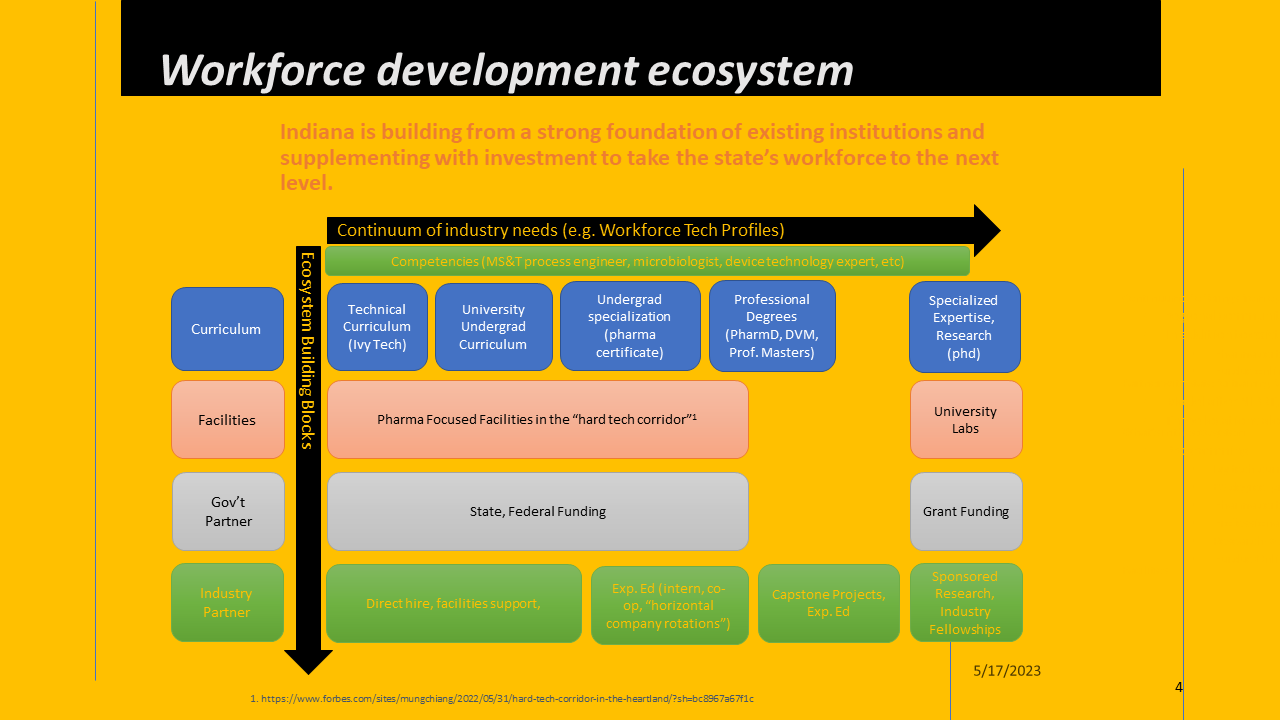 Workforce development ecosystem
Indiana is building from a strong foundation of existing institutions and
supplementing with investment to take the state’s workforce to the next
level.
Continuum of industry needs (e.g. Workforce Tech Profiles)
Competencies (MS&T process engineer, microbiologist, device technology expert, etc)
Ecosystem Building Blocks
Curriculum
Technical
Curriculum
(Ivy Tech)
University
Undergrad
Curriculum
Undergrad
specialization
(pharma
certificate)
Professional
Degrees
(PharmD, DVM,
Prof. Masters)
Specialized
Expertise,
Research
(phd)
Facilities
Pharma Focused Facilities in the “hard tech corridor”¹
University
Labs
Gov’t
Partner
State, Federal Funding
Grant Funding
Industry
Partner
Direct hire, facilities support,
Exp. Ed (intern, co-
op, “horizontal
company rotations”)
Capstone Projects,
Exp. Ed
Sponsored
Research,
Industry
Fellowships
5/17/2023
1. https://www.forbes.com/sites/mungchiang/2022/05/31/hard-tech-corridor-in-the-heartland/?sh=bc8967a67f1c
4